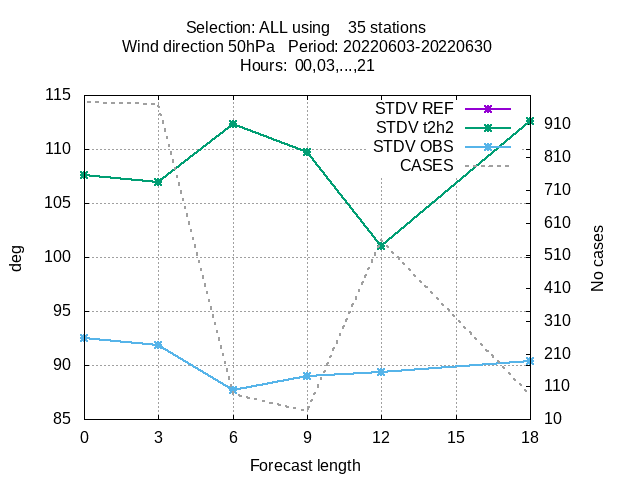 Selection: ALL using    35 stations
Wind direction 50hPa   Period: 20220603-20220630
Hours:  00,03,...,21
STDV REF
STDV t2h2
STDV OBS
CASES
115
110
105
100
95
90
85
deg
910
810
710
610
510
410
310
210
110
10
No cases
0 3 6 9 12 15 18
Forecast length